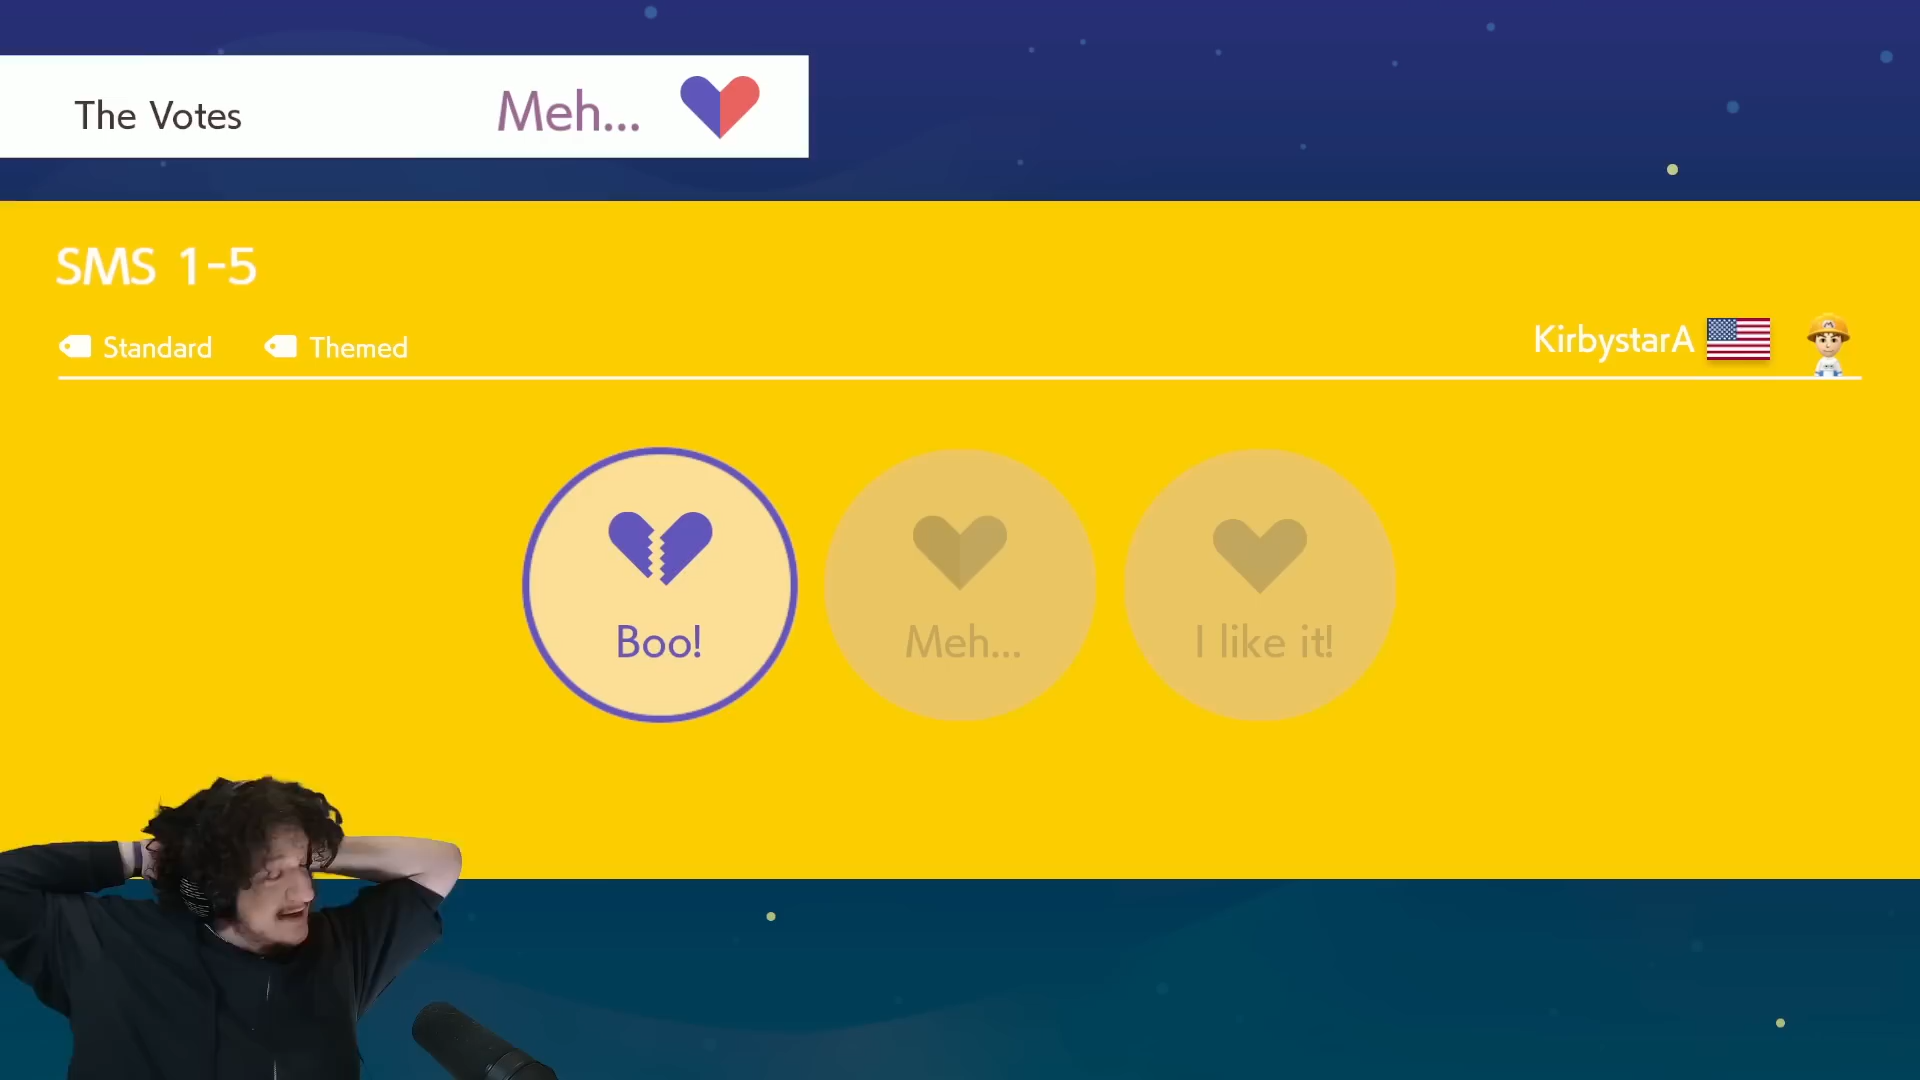 The Votes
Meh...
SMS 1-5
Standard
Themed
KirbystarA
Boo!
Meh...
I like it!